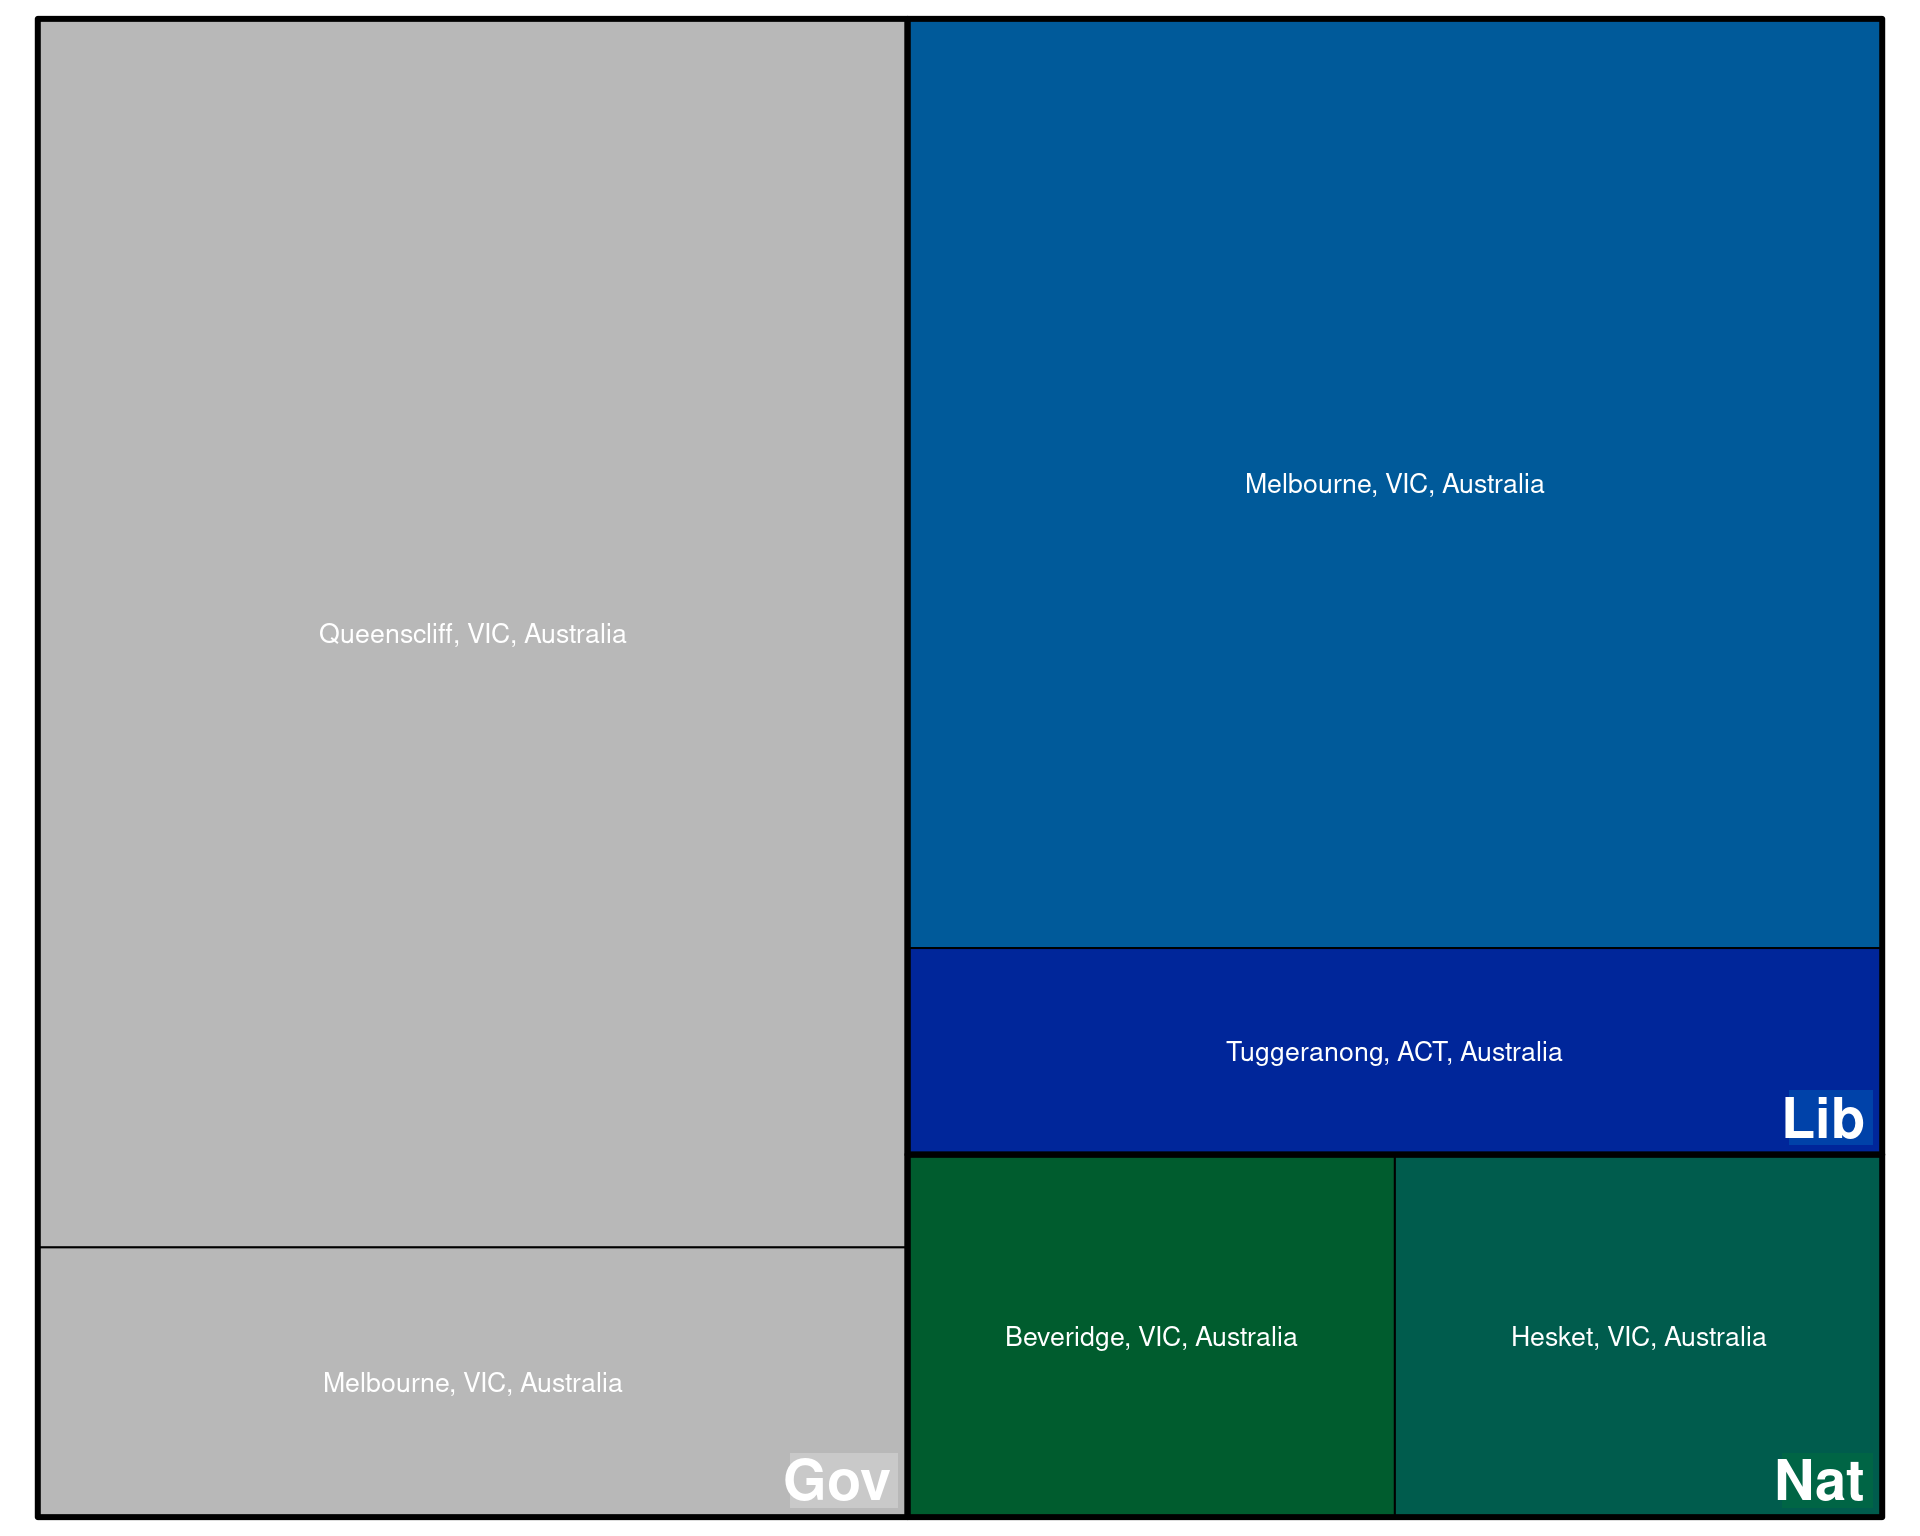 Queenscliff, VIC, Australia
Melbourne, VIC, Australia
Gov
Melbourne, VIC, Australia
Tuggeranong, ACT, Australia
Lib
Beveridge, VIC, Australia
Hesket, VIC, Australia
Nat